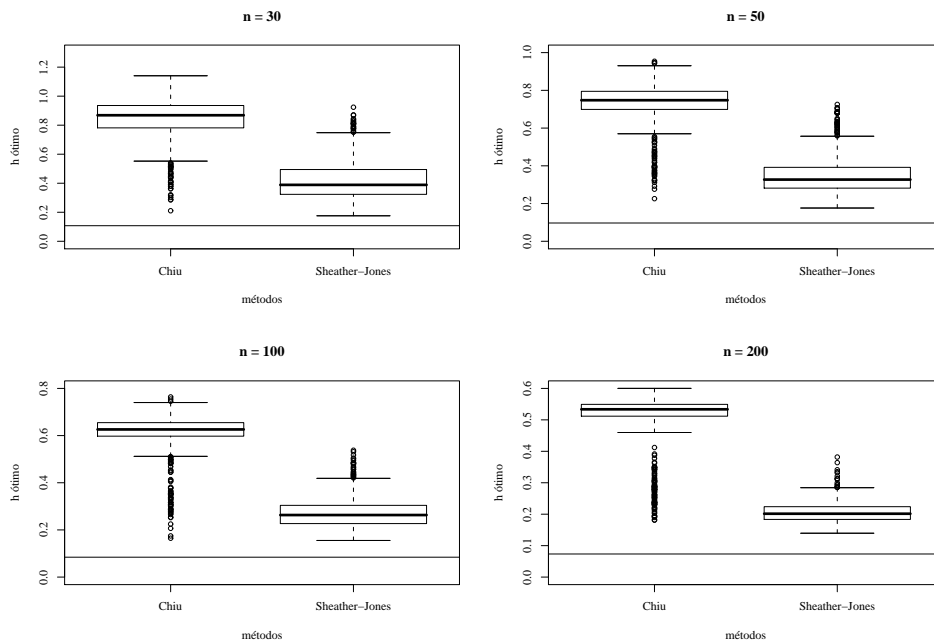 n = 30
h ótimo
0.0 0.2 0.4 0.6 0.8 1.0 1.2
Chiu Sheather−Jones
métodos
n = 50
h ótimo
0.0 0.2 0.4 0.6 0.8 1.0
Chiu Sheather−Jones
métodos
n = 100
h ótimo
0.0 0.2 0.4 0.6 0.8
Chiu Sheather−Jones
métodos
n = 200
h ótimo
0.0 0.1 0.2 0.3 0.4 0.5 0.6
Chiu Sheather−Jones
métodos